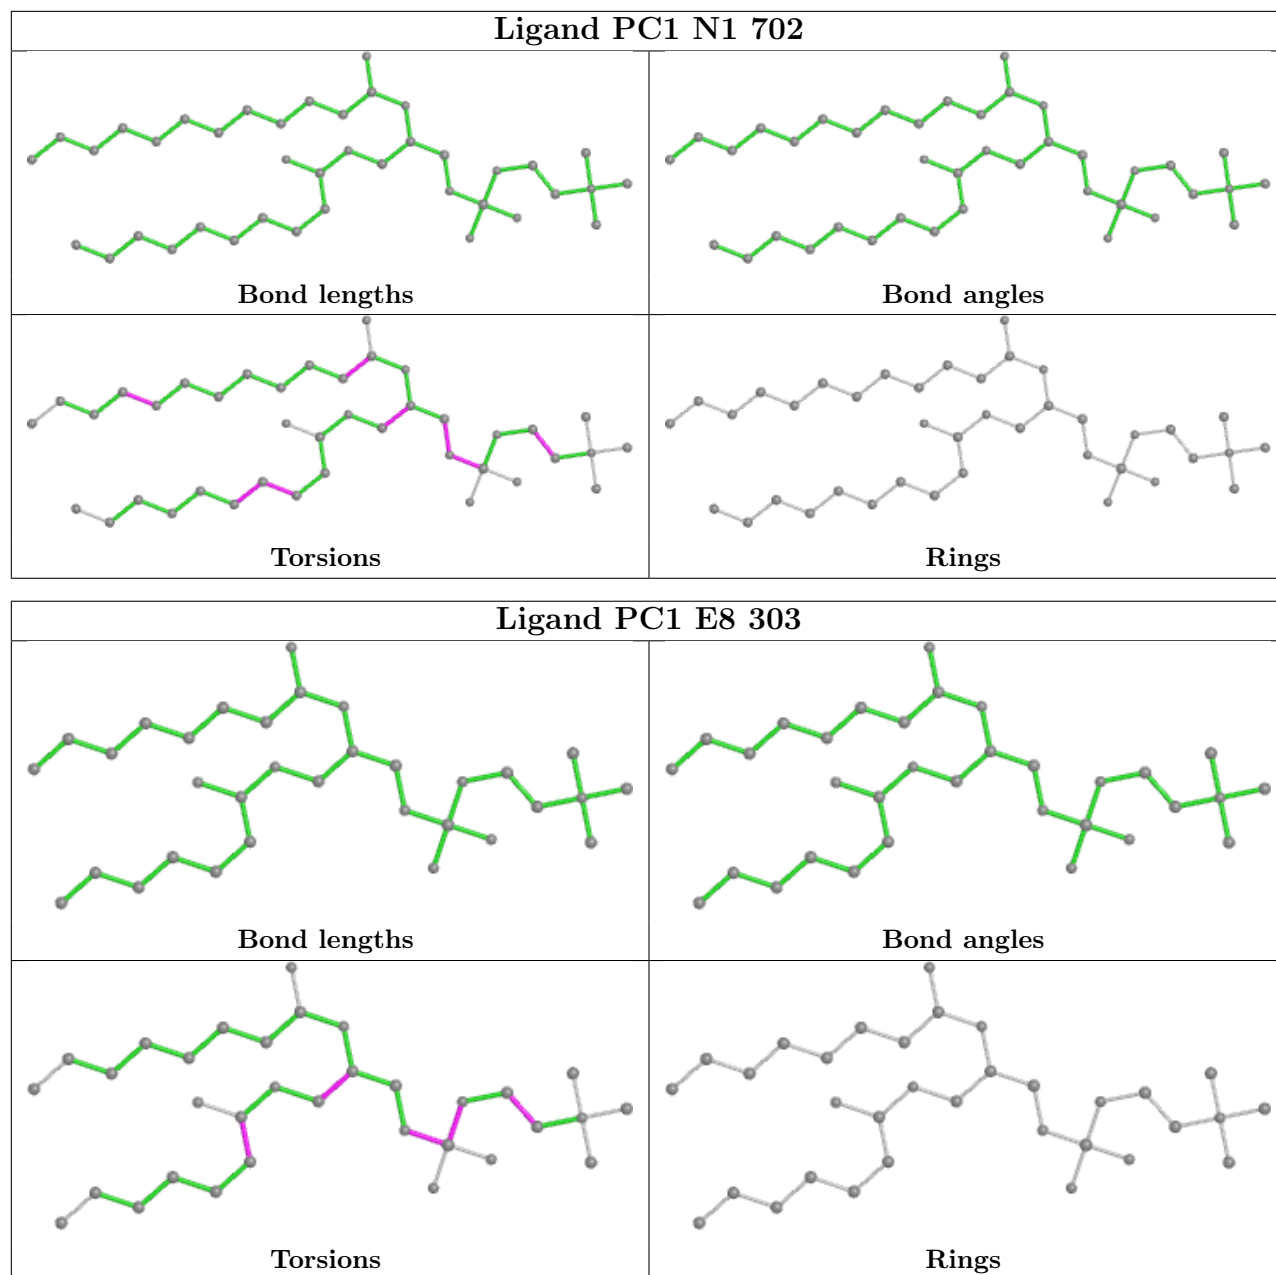 Ligand PC1 N1 702
Bond lengths
Bond angles
Torsions
Rings
Ligand PC1 E8 303
Bond lengths
Bond angles
Torsions
Rings